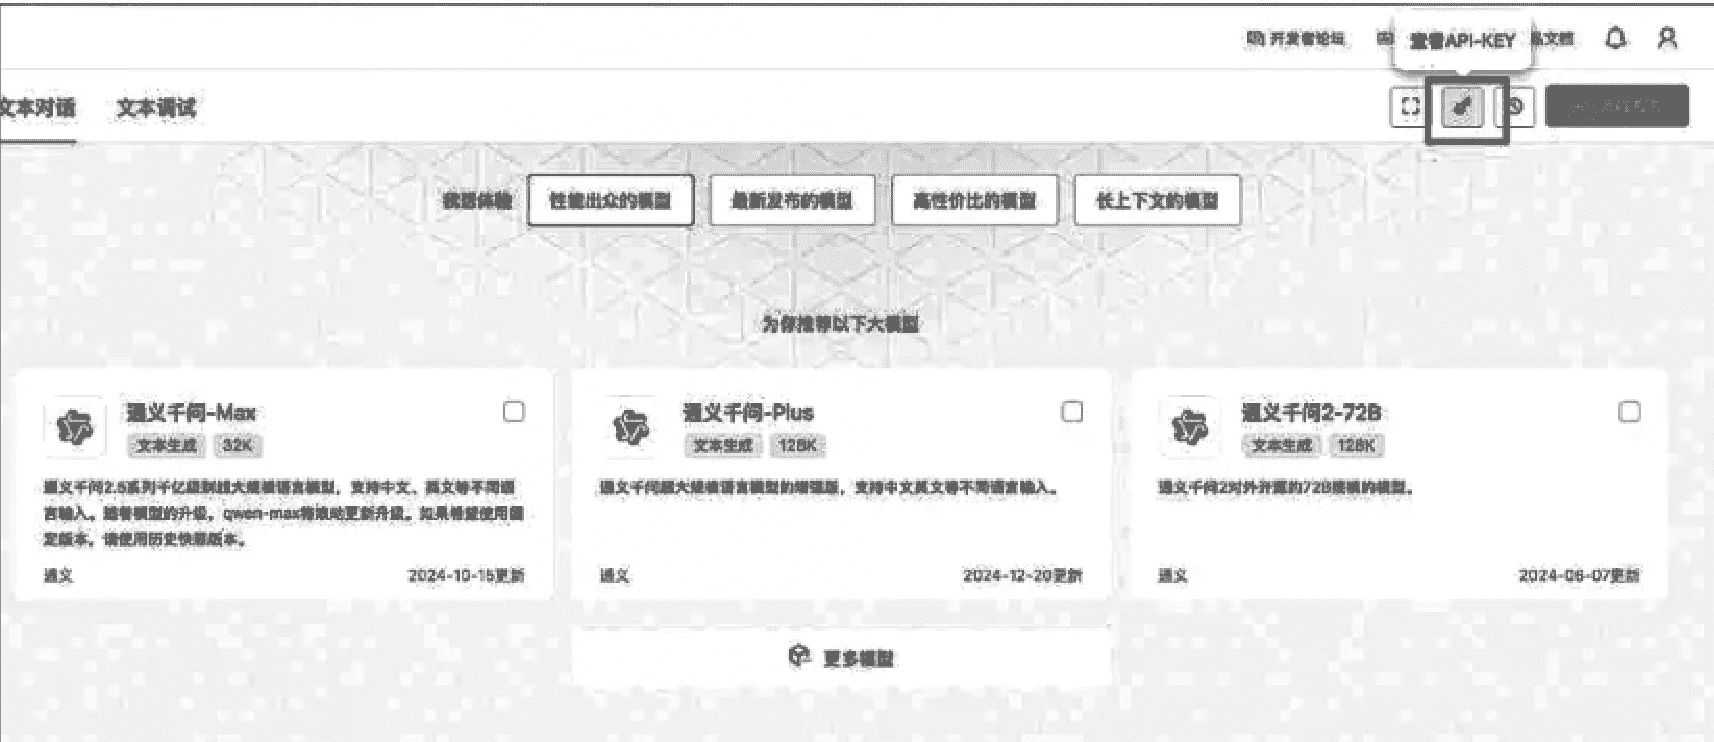 开发者论坛
查看API-KEY
文档
文本对话 文本调试
快速体验 性能出众的模型 最新发布的模型 高性价比的模型 长上下文的模型
为你推荐以下大模型
通义千问-Max
文本生成 32K
通义千问2.5系列千亿级别超大规模语言模型，支持中文、英文等不同语
言输入。随着模型的升级，qwen-max将滚动更新升级。如果希望使用固
定版本，请使用历史快照版本。
通义 2024-10-15更新
通义千问-Plus
文本生成 128K
通义千问超大规模语言模型的增强版，支持中文英文等不同语言输入。
通义 2024-12-20更新
通义千问2-72B
文本生成 128K
通义千问2对外开源的72B规模的模型。
通义 2024-06-07更新
更多模型